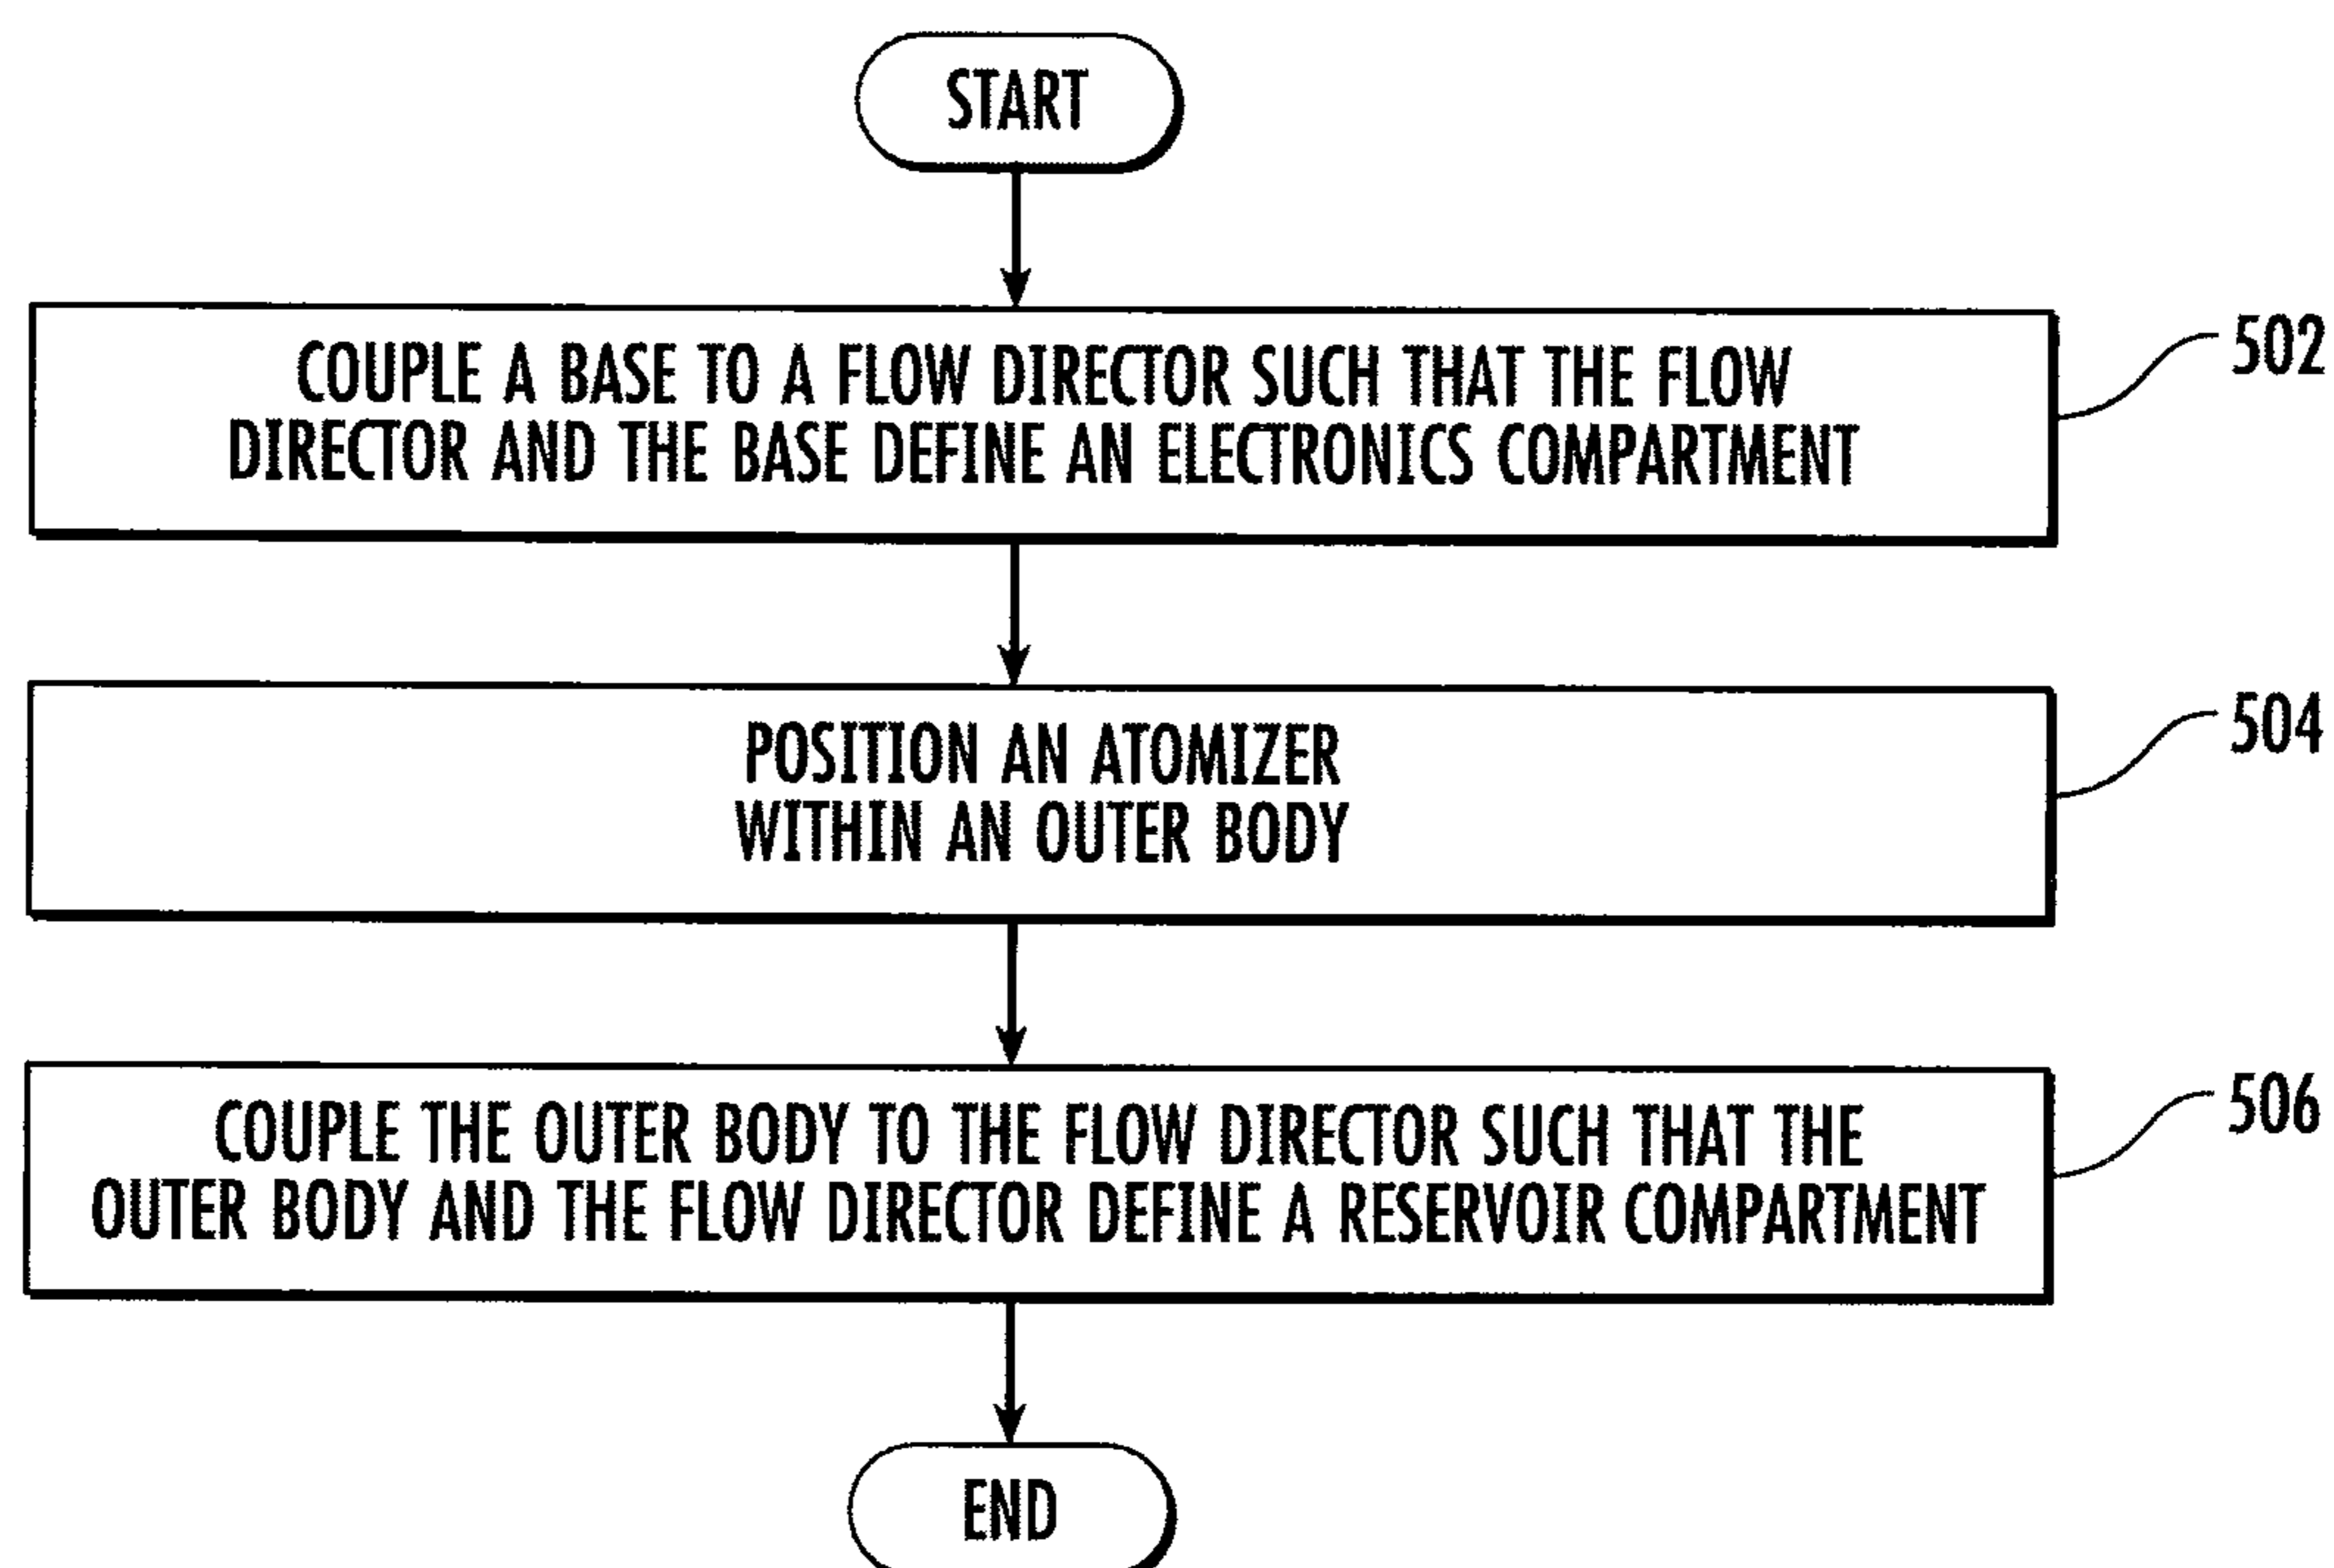 START
COUPLE A BASE TO A FLOW DIRECTOR SUCH THAT THE FLOW
DIRECTOR AND THE BASE DEFINE AN ELECTRONICS COMPARTMENT
502
POSITION AN ATOMIZER
WITHIN AN OUTER BODY
504
COUPLE THE OUTER BODY TO THE FLOW DIRECTOR SUCH THAT THE
OUTER BODY AND THE FLOW DIRECTOR DEFINE A RESERVOIR COMPARTMENT
506
END